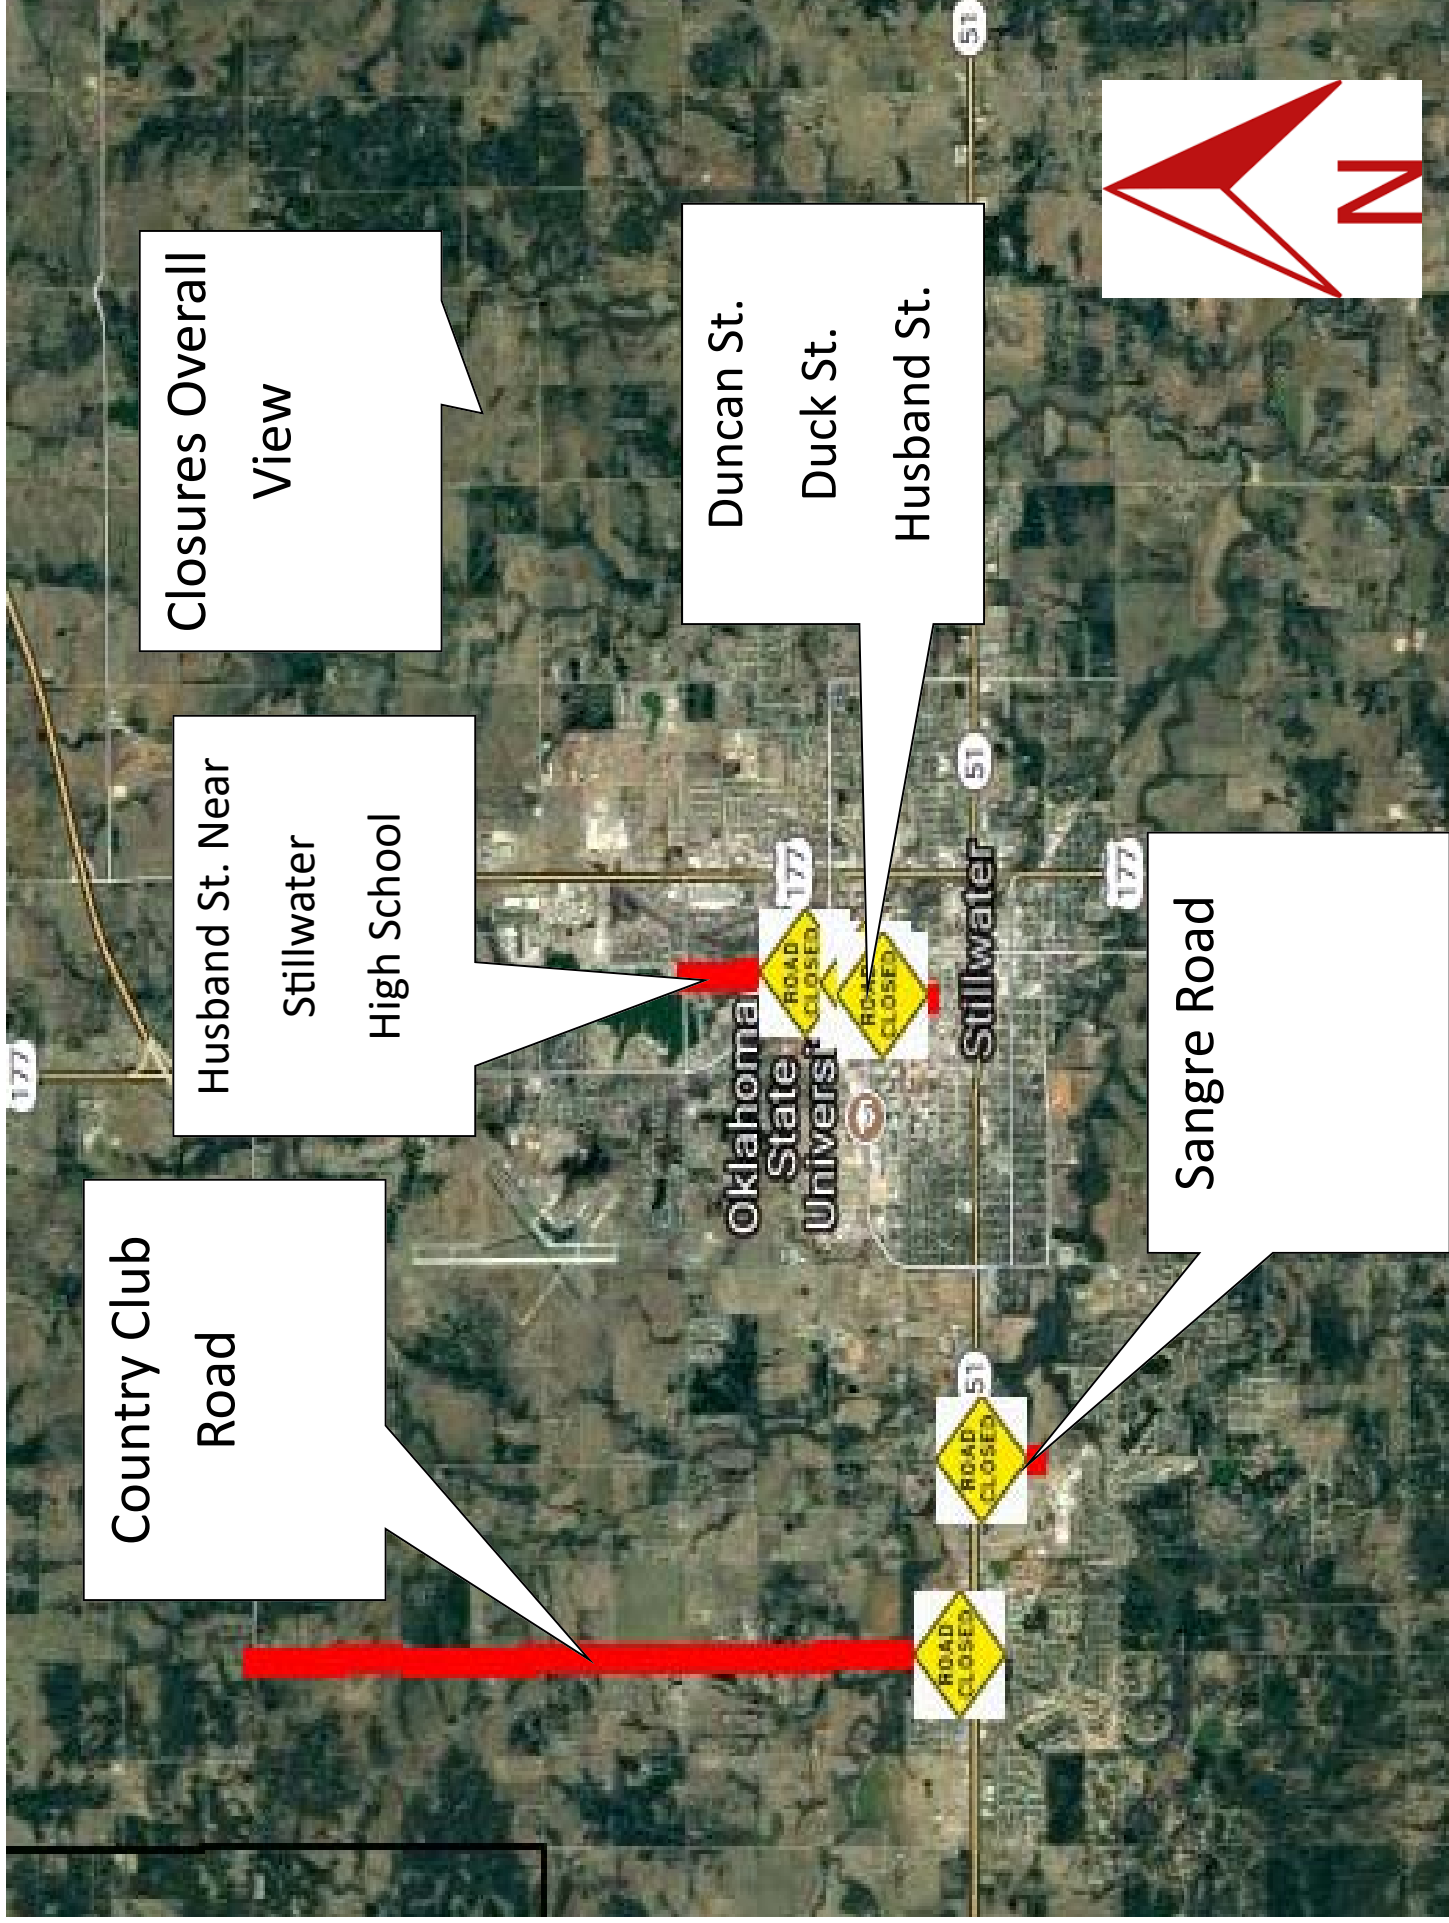 177
Country Club
Road
Husband St. Near
Stillwater
High School
Closures Overall
View
Duncan St.
Duck St.
Husband St.
Oklahoma
State
Universi
177
ROAD
CLOSED
CLOSED
ROAD
CLOSED
ROAD
CLOSED
51
Stillwater
51
51
177
Sangre Road
N